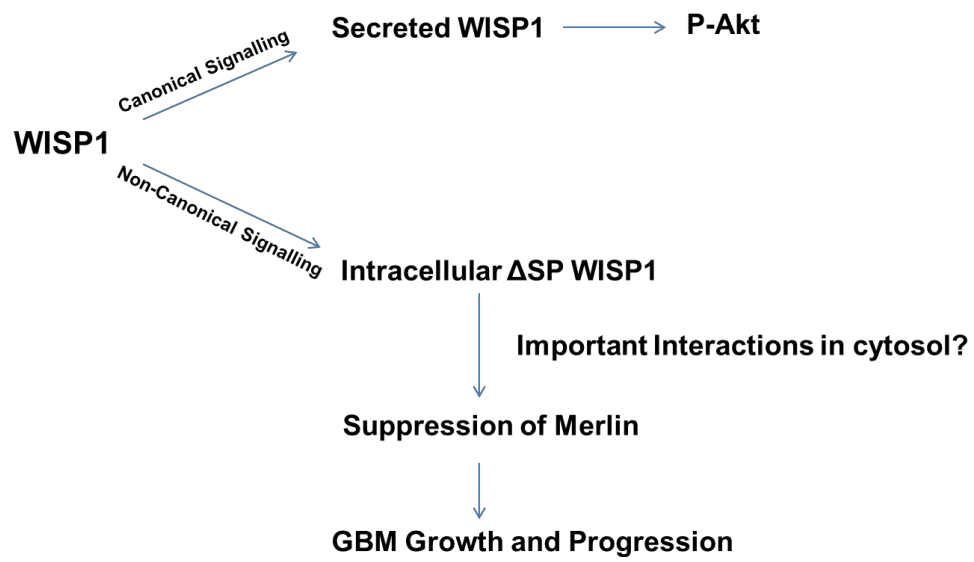 Secreted WISP1
P-Akt
Canonical Signalling
WISP1
Non-Canonical Signalling
Intracellular ΔSP WISP1
Important Interactions in cytosol?
Suppression of Merlin
GBM Growth and Progression